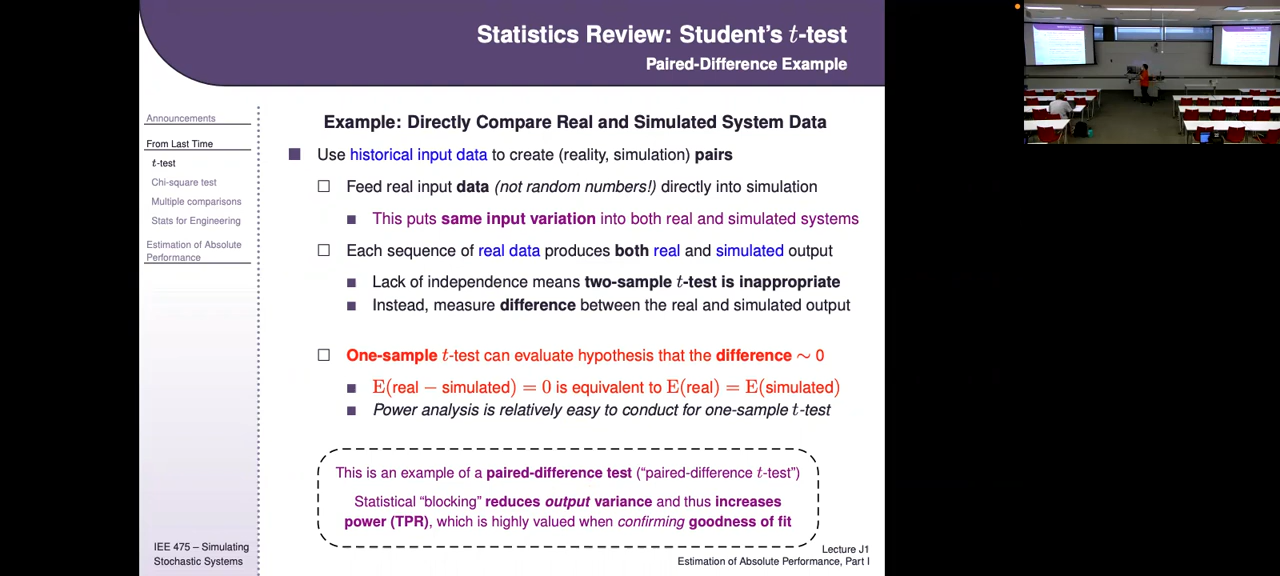 Statistics Review: Student's t-test
Paired-Difference Example
Announcements
From Last Time
t-test
Chi-square test
Multiple comparisons
Stats for Engineering
Estimation of Absolute
Performance
Example: Directly Compare Real and Simulated System Data
Use historical input data to create (reality, simulation) pairs
Feed real input data (not random numbers!) directly into simulation
This puts same input variation into both real and simulated systems
Each sequence of real data produces both real and simulated output
Lack of independence means two-sample t-test is inappropriate
Instead, measure difference between the real and simulated output
One-sample t-test can evaluate hypothesis that the difference ∼ 0
E(real − simulated) = 0 is equivalent to E(real) = E(simulated)
Power analysis is relatively easy to conduct for one-sample t-test
This is an example of a paired-difference test ("paired-difference t-test")
Statistical "blocking" reduces output variance and thus increases
power (TPR), which is highly valued when confirming goodness of fit
IEE 475 – Simulating
Stochastic Systems
Lecture J1
Estimation of Absolute Performance, Part I